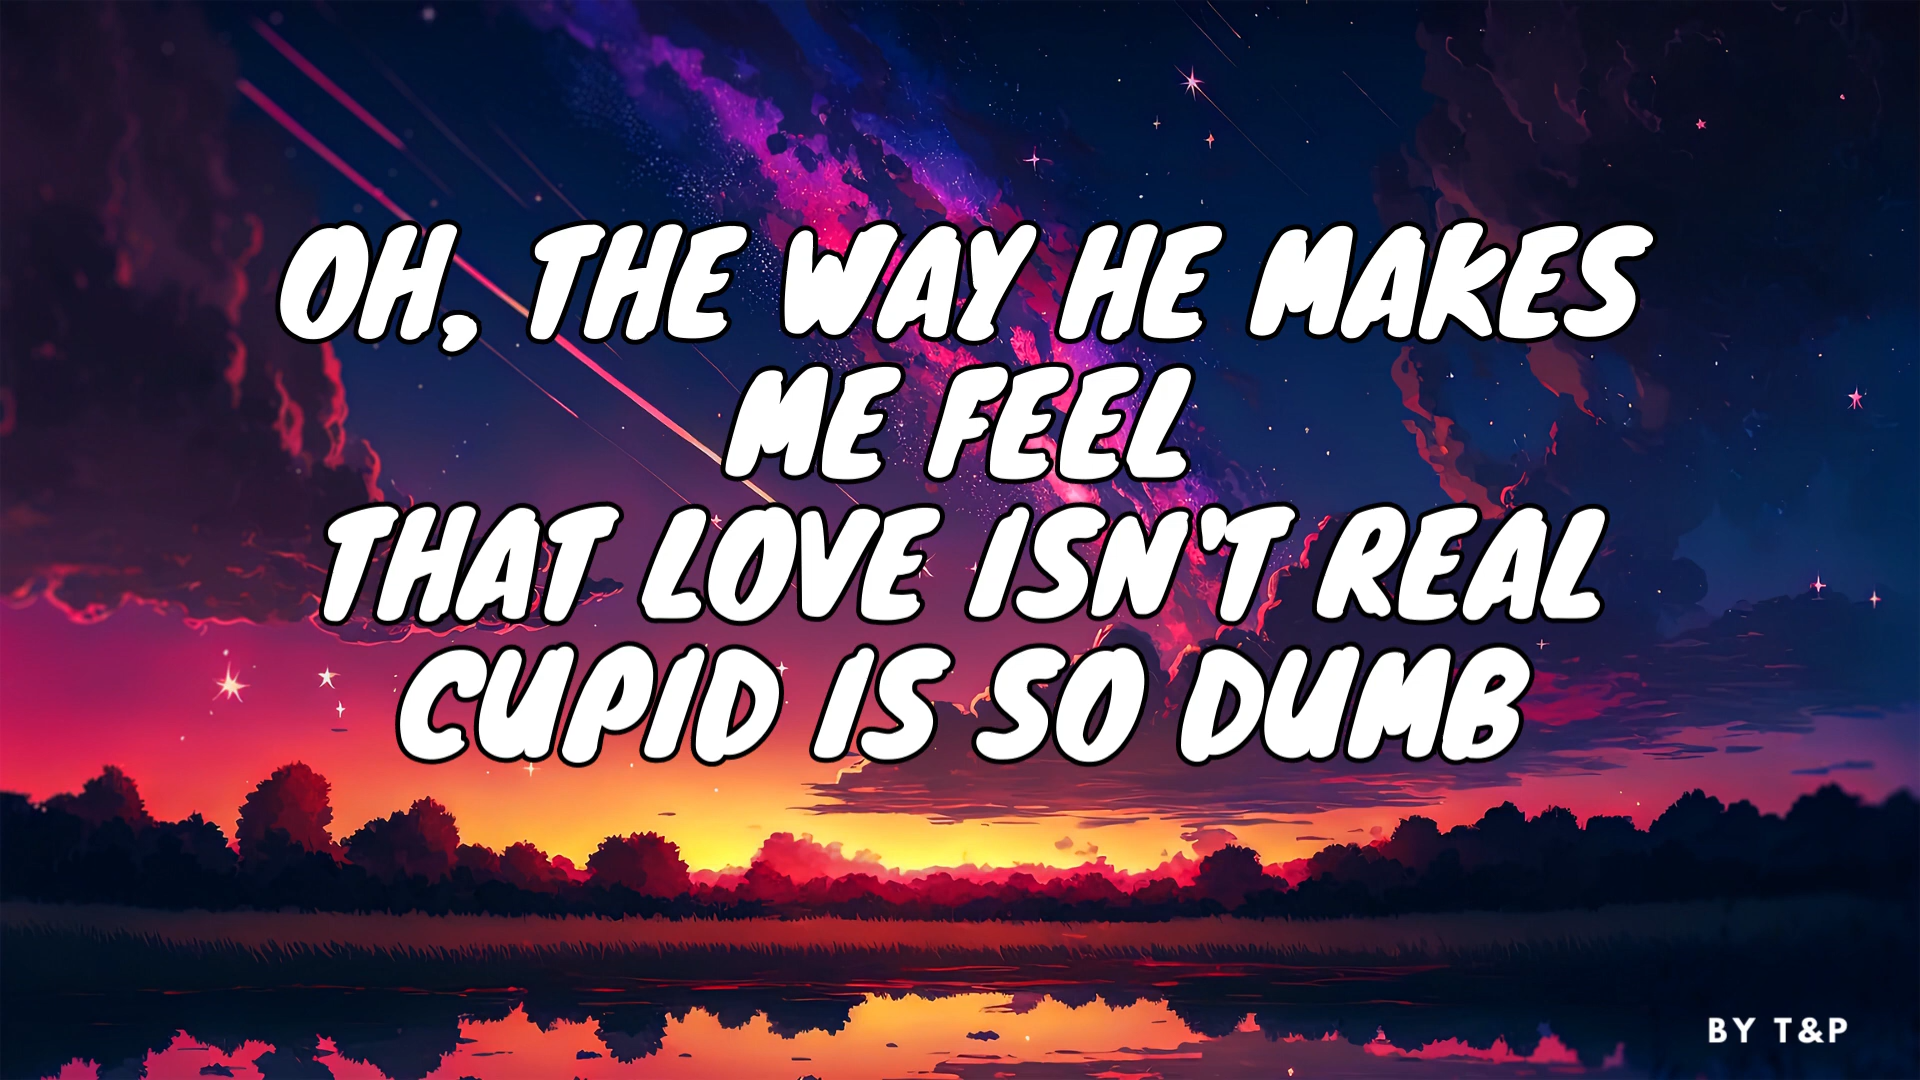 OH, THE WAY HE MAKES
ME FEEL
THAT LOVE ISN'T REAL
CUPID IS SO DUMB
BY T&P